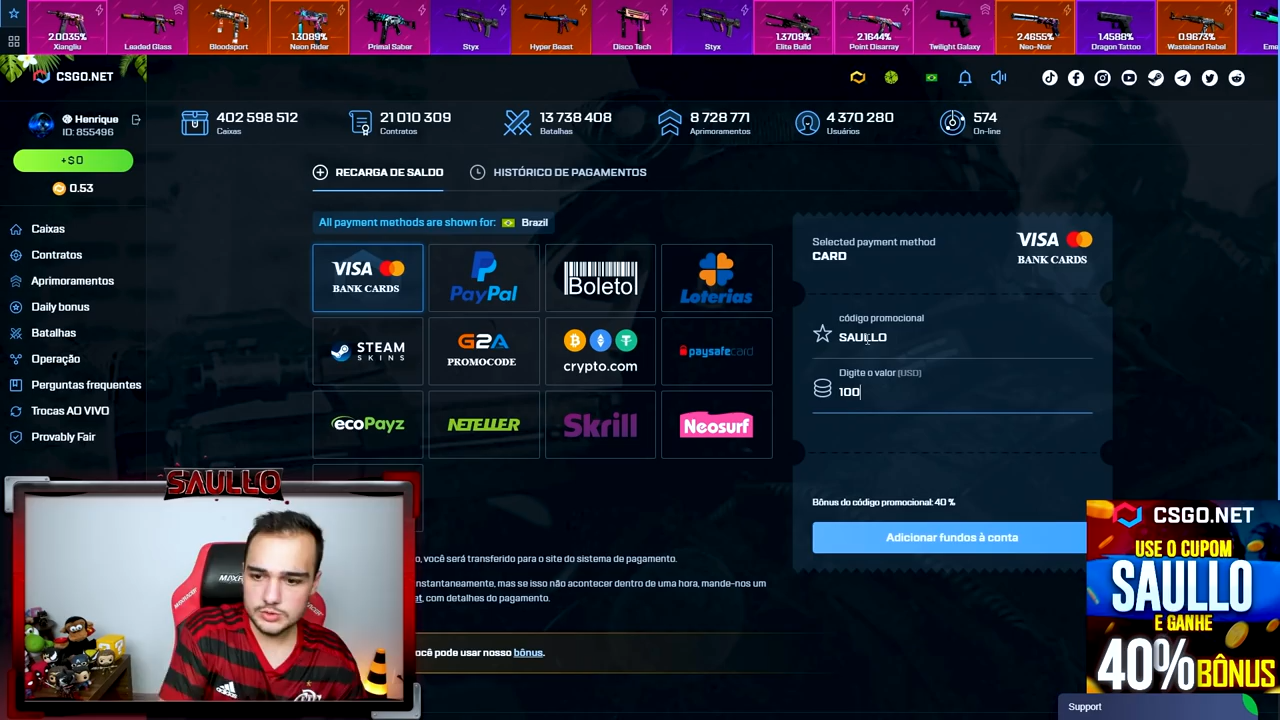 2.0035%
Xiangliu
Leaded Glass
Bloodsport
1.3089%
Neon Rider
Primal Saber
Styx
Hyper Beast
Disco Tech
Styx
1.3709%
Elite Build
2.1644%
Point Disarray
Twilight Galaxy
2.4655%
Neo-Noir
1.4588%
Dragon Tattoo
0.9673%
Wasteland Rebel
CSGO.NET
Henrique
ID: 855496
+$0
0.53
402 598 512
Caixas
21 010 309
Contratos
13 738 408
Batalhas
8 728 771
Aprimoramentos
4 370 280
Usuários
574
On-line
RECARGA DE SALDO
HISTÓRICO DE PAGAMENTOS
Caixas
Contratos
Aprimoramentos
Daily bonus
Batalhas
Operação
Perguntas frequentes
Trocas AO VIVO
Provably Fair
All payment methods are shown for: Brazil
VISA
BANK CARDS
PayPal
Boleto
Loterias
STEAM
SKINS
G2A
PROMOCODE
crypto.com
paysafecard
ecoPayz
NETELLER
Skrill
Neosurf
Selected payment method
CARD
VISA
BANK CARDS
código promocional
SAULLO
Digite o valor (USD)
100
Bônus do código promocional: 40 %
Adicionar fundos à conta
o, você será transferido para o site do sistema de pagamento.
nstantaneamente, mas se isso não acontecer dentro de uma hora, mande-nos um
et, com detalhes do pagamento.
ocê pode usar nosso bônus.
SAULLO
adidas
CSGO.NET
USE O CUPOM
SAULLO
E GANHE
40% BÔNUS
Support